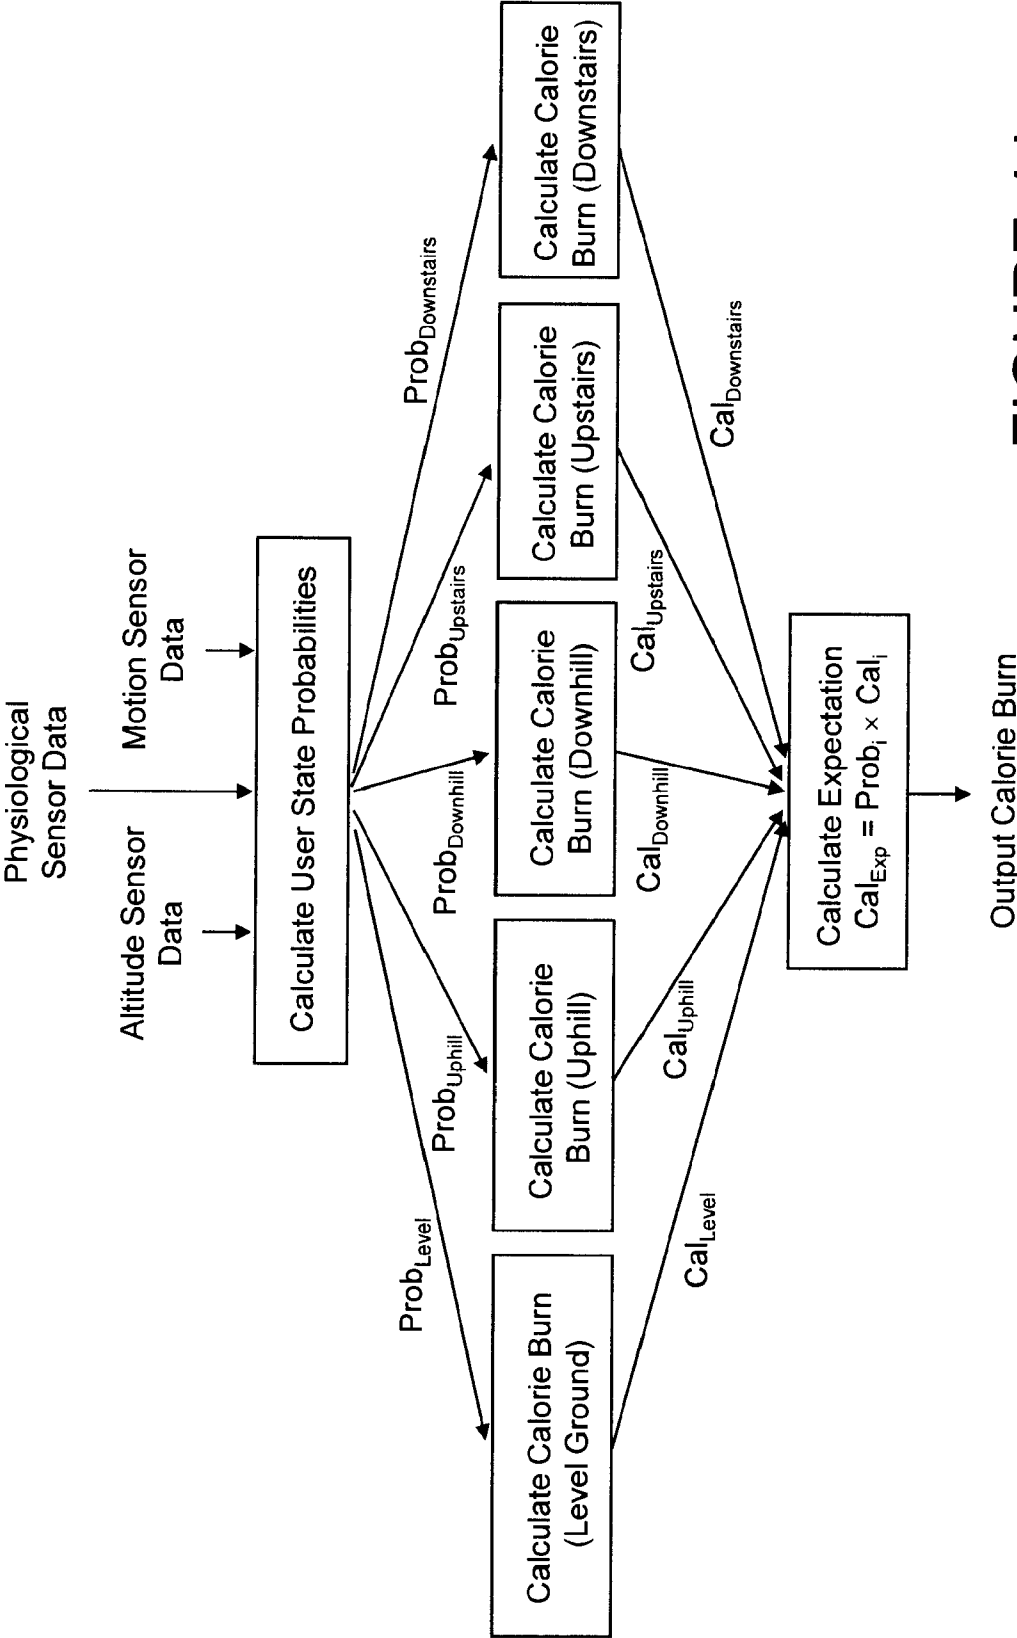 Physiological
Sensor Data
Altitude Sensor
Data
Motion Sensor
Data
Calculate User State Probabilities
Prob_Level
Prob_Uphill
Prob_Downhill
Prob_Upstairs
Prob_Downstairs
Calculate Calorie Burn
(Level Ground)
Calculate Calorie
Burn (Uphill)
Calculate Calorie
Burn (Downhill)
Calculate Calorie
Burn (Upstairs)
Calculate Calorie
Burn (Downstairs)
Cal_Level
Cal_Uphill
Cal_Downhill
Cal_Upstairs
Cal_Downstairs
Calculate Expectation
Cal_Exp = Prob_i × Cal_i
Output Calorie Burn
FIGURE